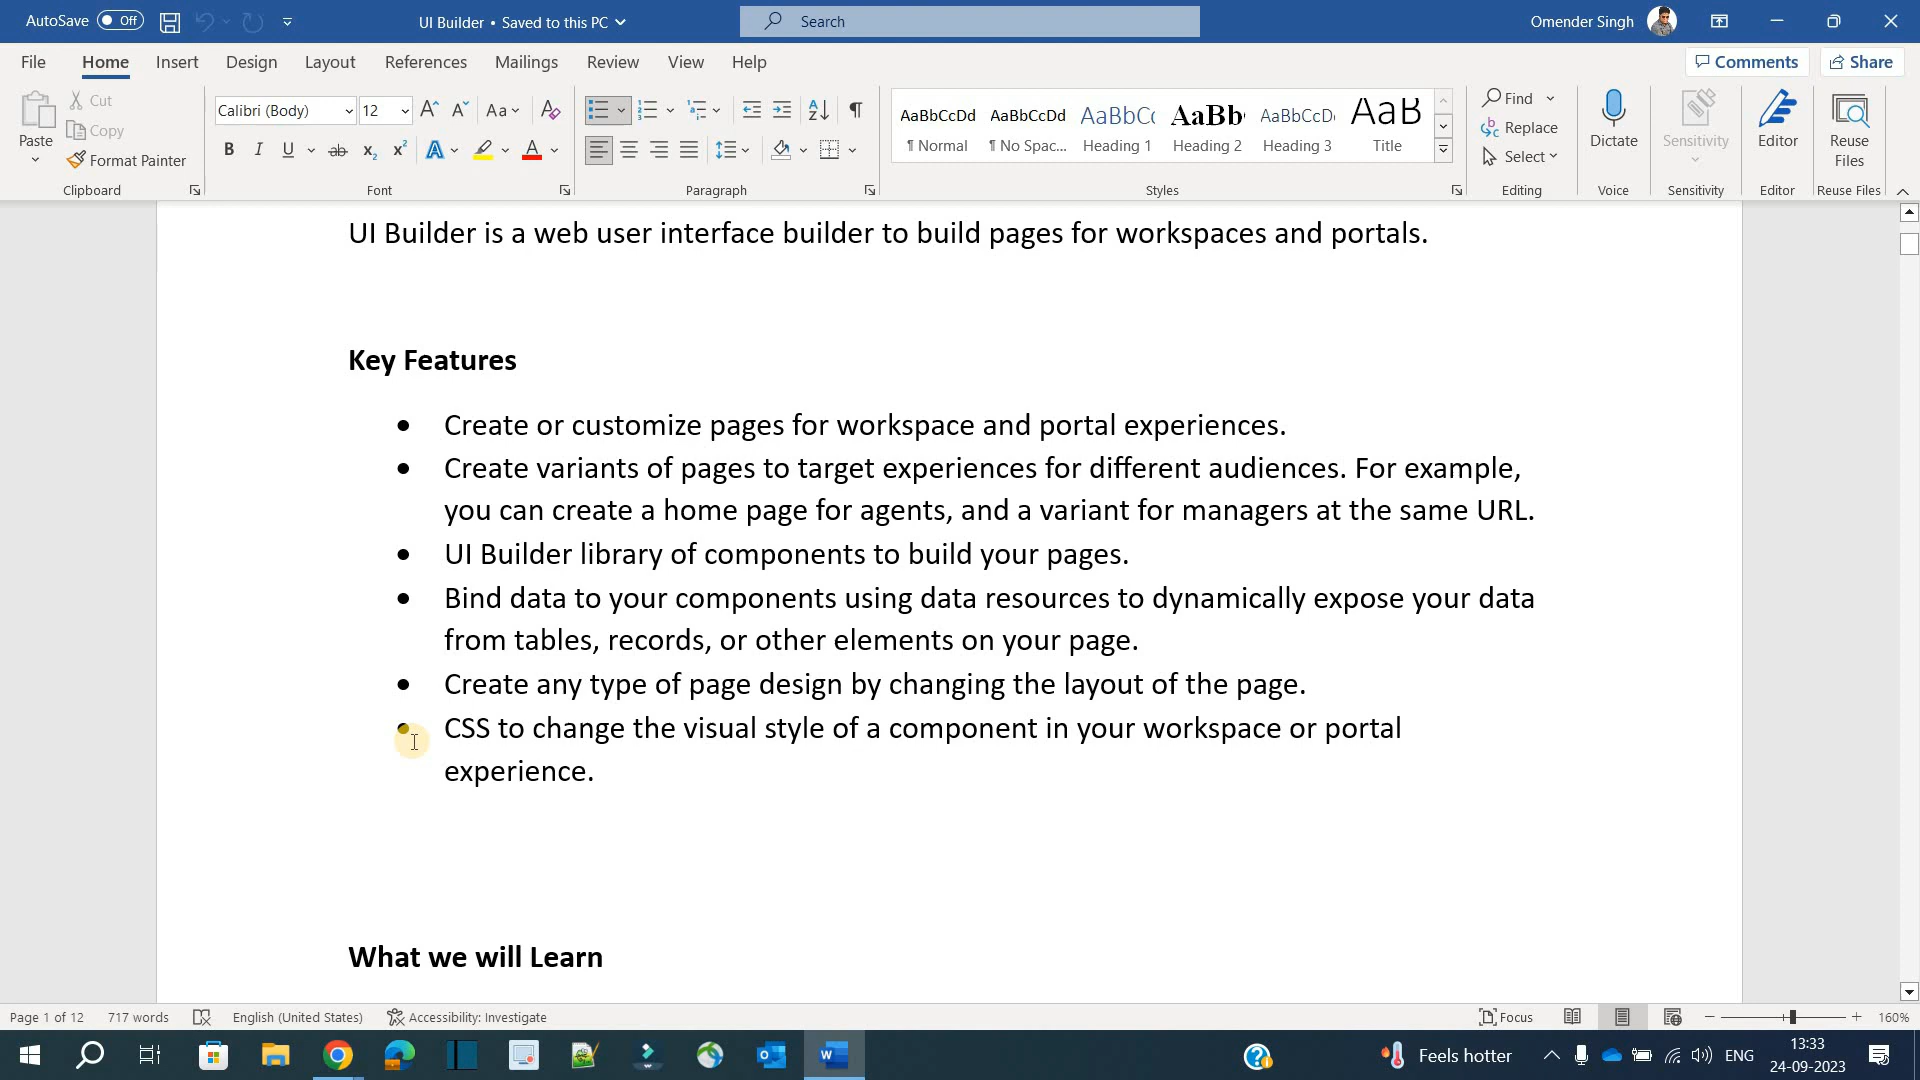 AutoSave Off UI Builder • Saved to this PC Search Omender Singh
File Home Insert Design Layout References Mailings Review View Help Comments Share
Paste
Cut
Copy
Format Painter
Clipboard
Calibri (Body) 12 Aa
B I U ab x₂ x² A A
Font
Paragraph
AaBbCcDd AaBbCcDd AaBbCc AaBb AaBbCcD AaB
¶ Normal ¶ No Spac... Heading 1 Heading 2 Heading 3 Title
Styles
Find
Replace
Select
Editing
Dictate
Voice
Sensitivity
Sensitivity
Editor
Editor
Reuse
Files
Reuse Files
UI Builder is a web user interface builder to build pages for workspaces and portals.
Key Features
• Create or customize pages for workspace and portal experiences.
• Create variants of pages to target experiences for different audiences. For example,
you can create a home page for agents, and a variant for managers at the same URL.
• UI Builder library of components to build your pages.
• Bind data to your components using data resources to dynamically expose your data
from tables, records, or other elements on your page.
• Create any type of page design by changing the layout of the page.
• CSS to change the visual style of a component in your workspace or portal
experience.
What we will Learn
Page 1 of 12 717 words English (United States) Accessibility: Investigate Focus 160%
Feels hotter ENG 13:33
24-09-2023